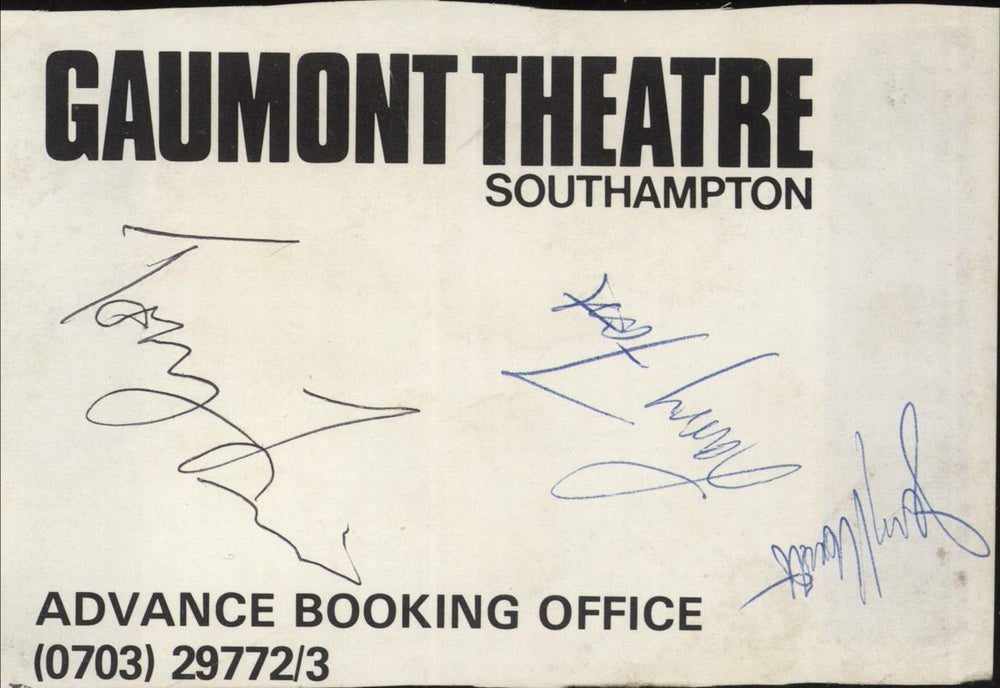 GAUMONT THEATRE
SOUTHAMPTON
ADVANCE BOOKING OFFICE
(0703) 29772/3